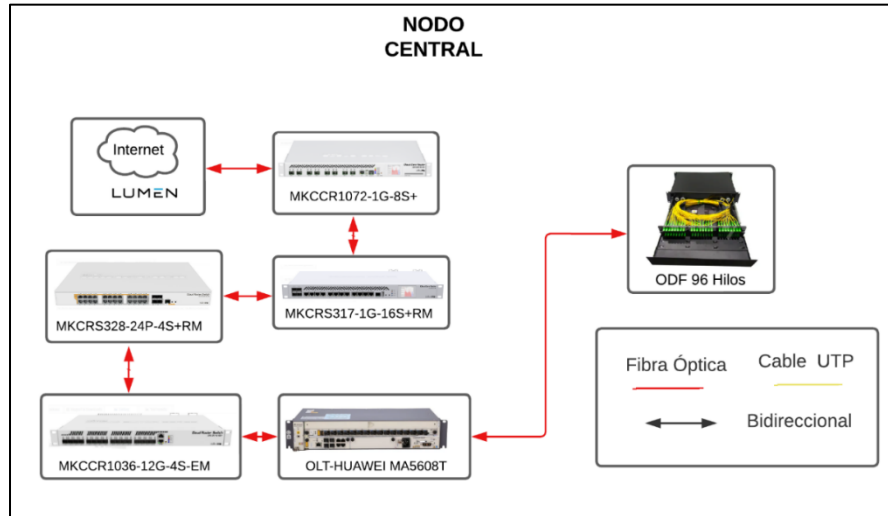 NODO
CENTRAL
Internet
LUMEN
MKCCR1072-1G-8S+
ODF 96 Hilos
MKCRS328-24P-4S+RM
MKCRS317-1G-16S+RM
Fibra Óptica
Cable UTP
Bidireccional
MKCCR1036-12G-4S-EM
OLT-HUAWEI MA5608T